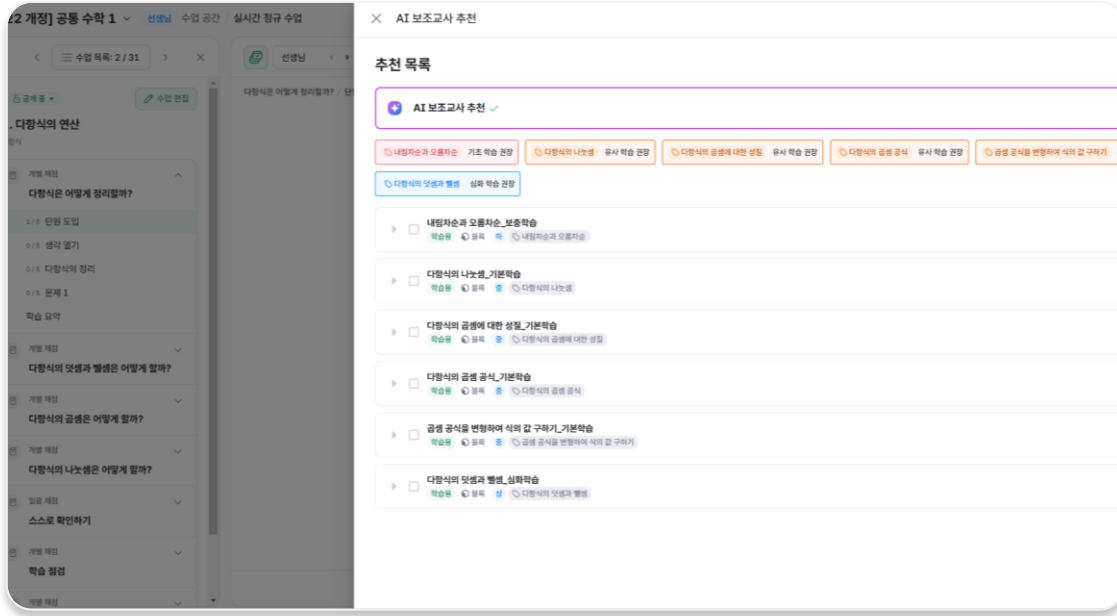 2 개정] 공통 수학 1
선생님 수업 공간 / 실시간 정규 수업
수업 목록: 2 / 31
공개 중
수업 편집
. 다항식의 연산
항식
개별 채점
다항식은 어떻게 정리할까?
1/5 단원 도입
0/5 생각 열기
0/5 다항식의 정리
0/5 문제 1
학습 요약
개별 채점
다항식의 덧셈과 뺄셈은 어떻게 할까?
개별 채점
다항식의 곱셈은 어떻게 할까?
개별 채점
다항식의 나눗셈은 어떻게 할까?
일괄 채점
스스로 확인하기
개별 채점
학습 점검
개별 채점
선생님
다항식은 어떻게 정리할까? / 단
AI 보조교사 추천
추천 목록
AI 보조교사 추천
내림차순과 오름차순 기초 학습 권장
다항식의 나눗셈 유사 학습 권장
다항식의 곱셈에 대한 성질 유사 학습 권장
다항식의 곱셈 공식 유사 학습 권장
곱셈 공식을 변형하여 식의 값 구하기
다항식의 덧셈과 뺄셈 심화 학습 권장
내림차순과 오름차순_보충학습
학습용 블록 하 내림차순과 오름차순
다항식의 나눗셈_기본학습
학습용 블록 중 다항식의 나눗셈
다항식의 곱셈에 대한 성질_기본학습
학습용 블록 중 다항식의 곱셈에 대한 성질
다항식의 곱셈 공식_기본학습
학습용 블록 중 다항식의 곱셈 공식
곱셈 공식을 변형하여 식의 값 구하기_기본학습
학습용 블록 중 곱셈 공식을 변형하여 식의 값 구하기
다항식의 덧셈과 뺄셈_심화학습
학습용 블록 상 다항식의 덧셈과 뺄셈